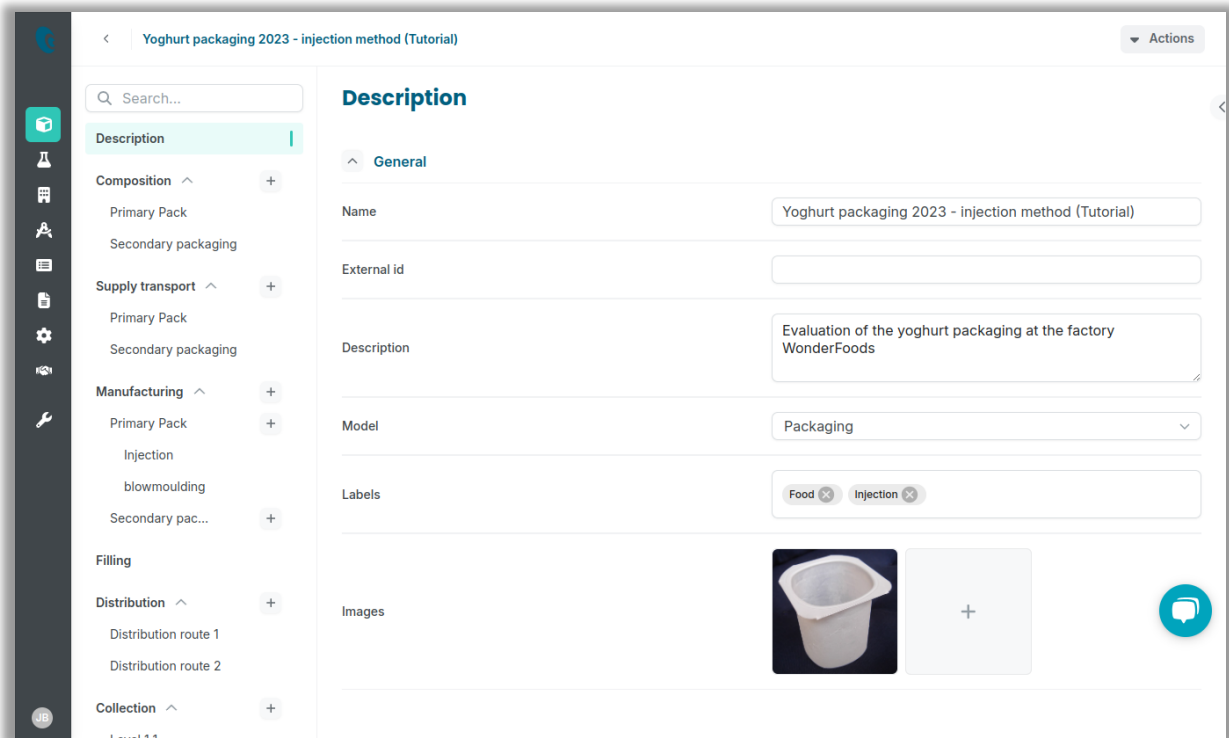 Yoghurt packaging 2023 - injection method (Tutorial)
Actions
Search...
Description
Composition
Primary Pack
Secondary packaging
Supply transport
Primary Pack
Secondary packaging
Manufacturing
Primary Pack
Injection
blowmoulding
Secondary pac...
Filling
Distribution
Distribution route 1
Distribution route 2
Collection
JB
Description
General
Name
Yoghurt packaging 2023 - injection method (Tutorial)
External id
Description
Evaluation of the yoghurt packaging at the factory
WonderFoods
Model
Packaging
Labels
Food
Injection
Images